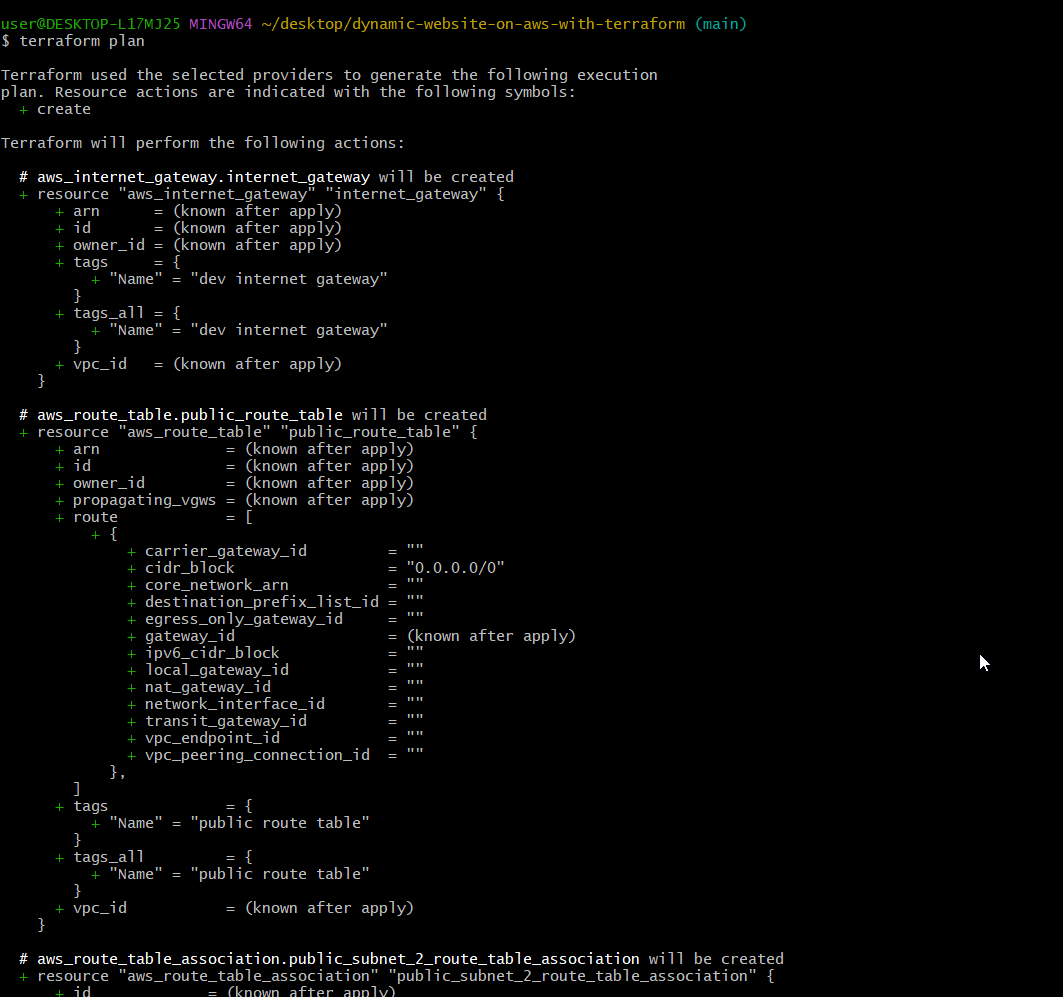 user@DESKTOP-L17MJ25 MINGW64 ~/desktop/dynamic-website-on-aws-with-terraform (main)
$ terraform plan

Terraform used the selected providers to generate the following execution
plan. Resource actions are indicated with the following symbols:
  + create

Terraform will perform the following actions:

  # aws_internet_gateway.internet_gateway will be created
  + resource "aws_internet_gateway" "internet_gateway" {
      + arn      = (known after apply)
      + id       = (known after apply)
      + owner_id = (known after apply)
      + tags     = {
          + "Name" = "dev internet gateway"
        }
      + tags_all = {
          + "Name" = "dev internet gateway"
        }
      + vpc_id   = (known after apply)
    }

  # aws_route_table.public_route_table will be created
  + resource "aws_route_table" "public_route_table" {
      + arn              = (known after apply)
      + id               = (known after apply)
      + owner_id         = (known after apply)
      + propagating_vgws = (known after apply)
      + route            = [
          + {
              + carrier_gateway_id         = ""
              + cidr_block                 = "0.0.0.0/0"
              + core_network_arn           = ""
              + destination_prefix_list_id = ""
              + egress_only_gateway_id     = ""
              + gateway_id                 = (known after apply)
              + ipv6_cidr_block            = ""
              + local_gateway_id           = ""
              + nat_gateway_id             = ""
              + network_interface_id       = ""
              + transit_gateway_id         = ""
              + vpc_endpoint_id            = ""
              + vpc_peering_connection_id  = ""
            },
        ]
      + tags             = {
          + "Name" = "public route table"
        }
      + tags_all         = {
          + "Name" = "public route table"
        }
      + vpc_id           = (known after apply)
    }

  # aws_route_table_association.public_subnet_2_route_table_association will be created
  + resource "aws_route_table_association" "public_subnet_2_route_table_association" {
      + id             = (known after apply)